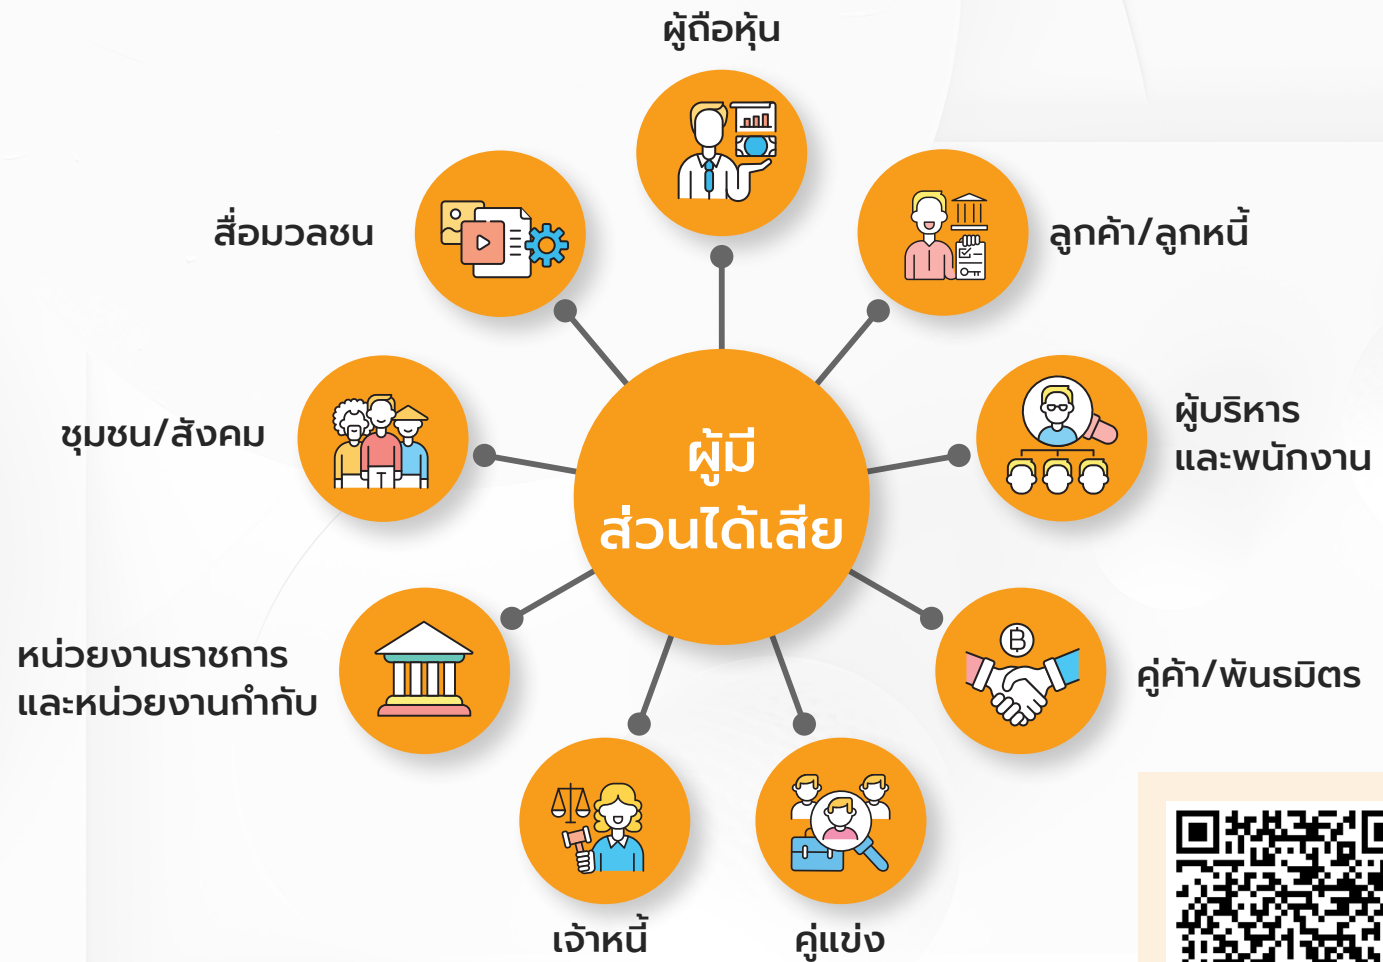 ผู้ถือหุ้น
สื่อมวลชน
ลูกค้า/ลูกหนี้
ชุมชน/สังคม
ผู้มี
ส่วนได้เสีย
ผู้บริหาร
และพนักงาน
หน่วยงานราชการ
และหน่วยงานกำกับ
คู่ค้า/พันธมิตร
เจ้าหนี้
คู่แข่ง